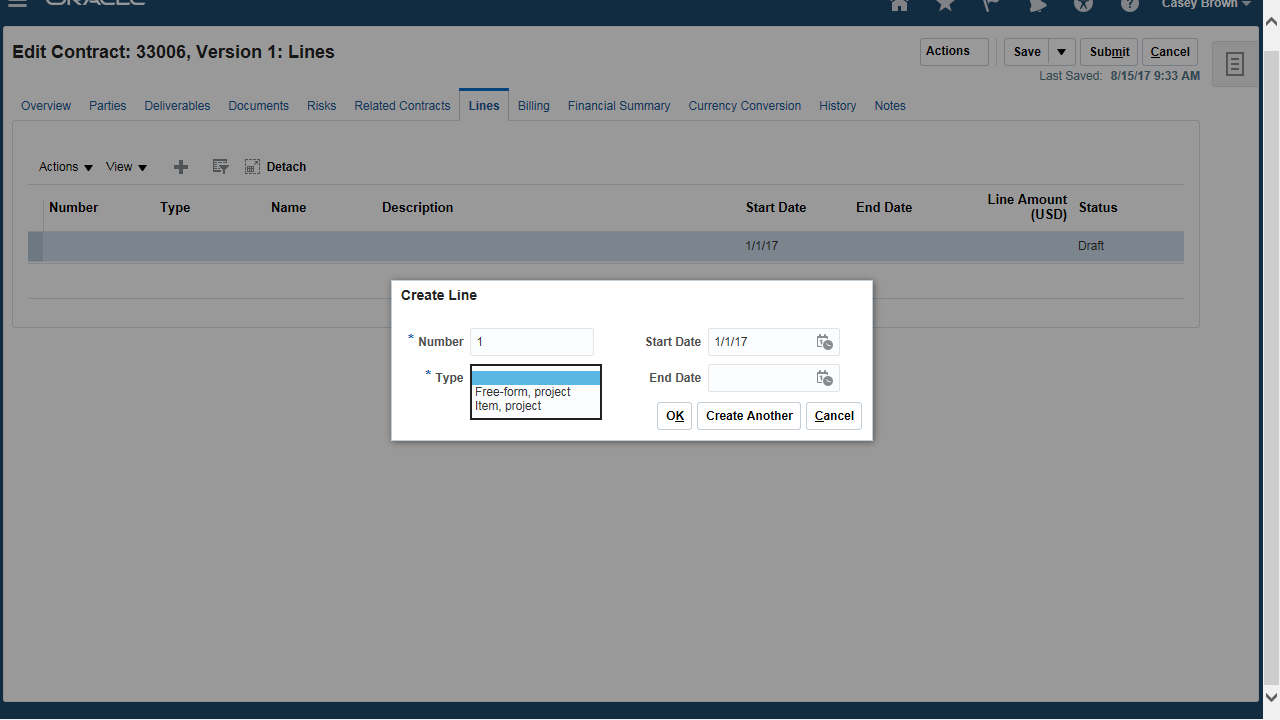 ORACLE
Casey Brown
Edit Contract: 33006, Version 1: Lines
Actions
Save
Submit
Cancel
Last Saved: 8/15/17 9:33 AM
Overview Parties Deliverables Documents Risks Related Contracts Lines Billing Financial Summary Currency Conversion History Notes
Actions View Detach
Number Type Name Description Start Date End Date Line Amount (USD) Status
1/1/17 Draft
Create Line
* Number 1
Start Date 1/1/17
* Type
End Date
Free-form, project
Item, project
OK
Create Another
Cancel